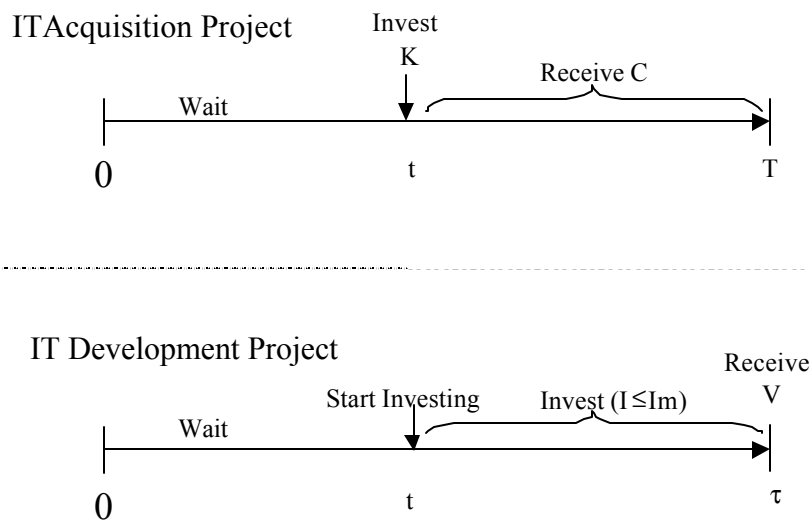 ITAcquisition Project
Invest
K
Receive C
Wait
0
t
T
IT Development Project
Receive
V
Start Investing
Invest (I ≤Im)
Wait
0
t
τ